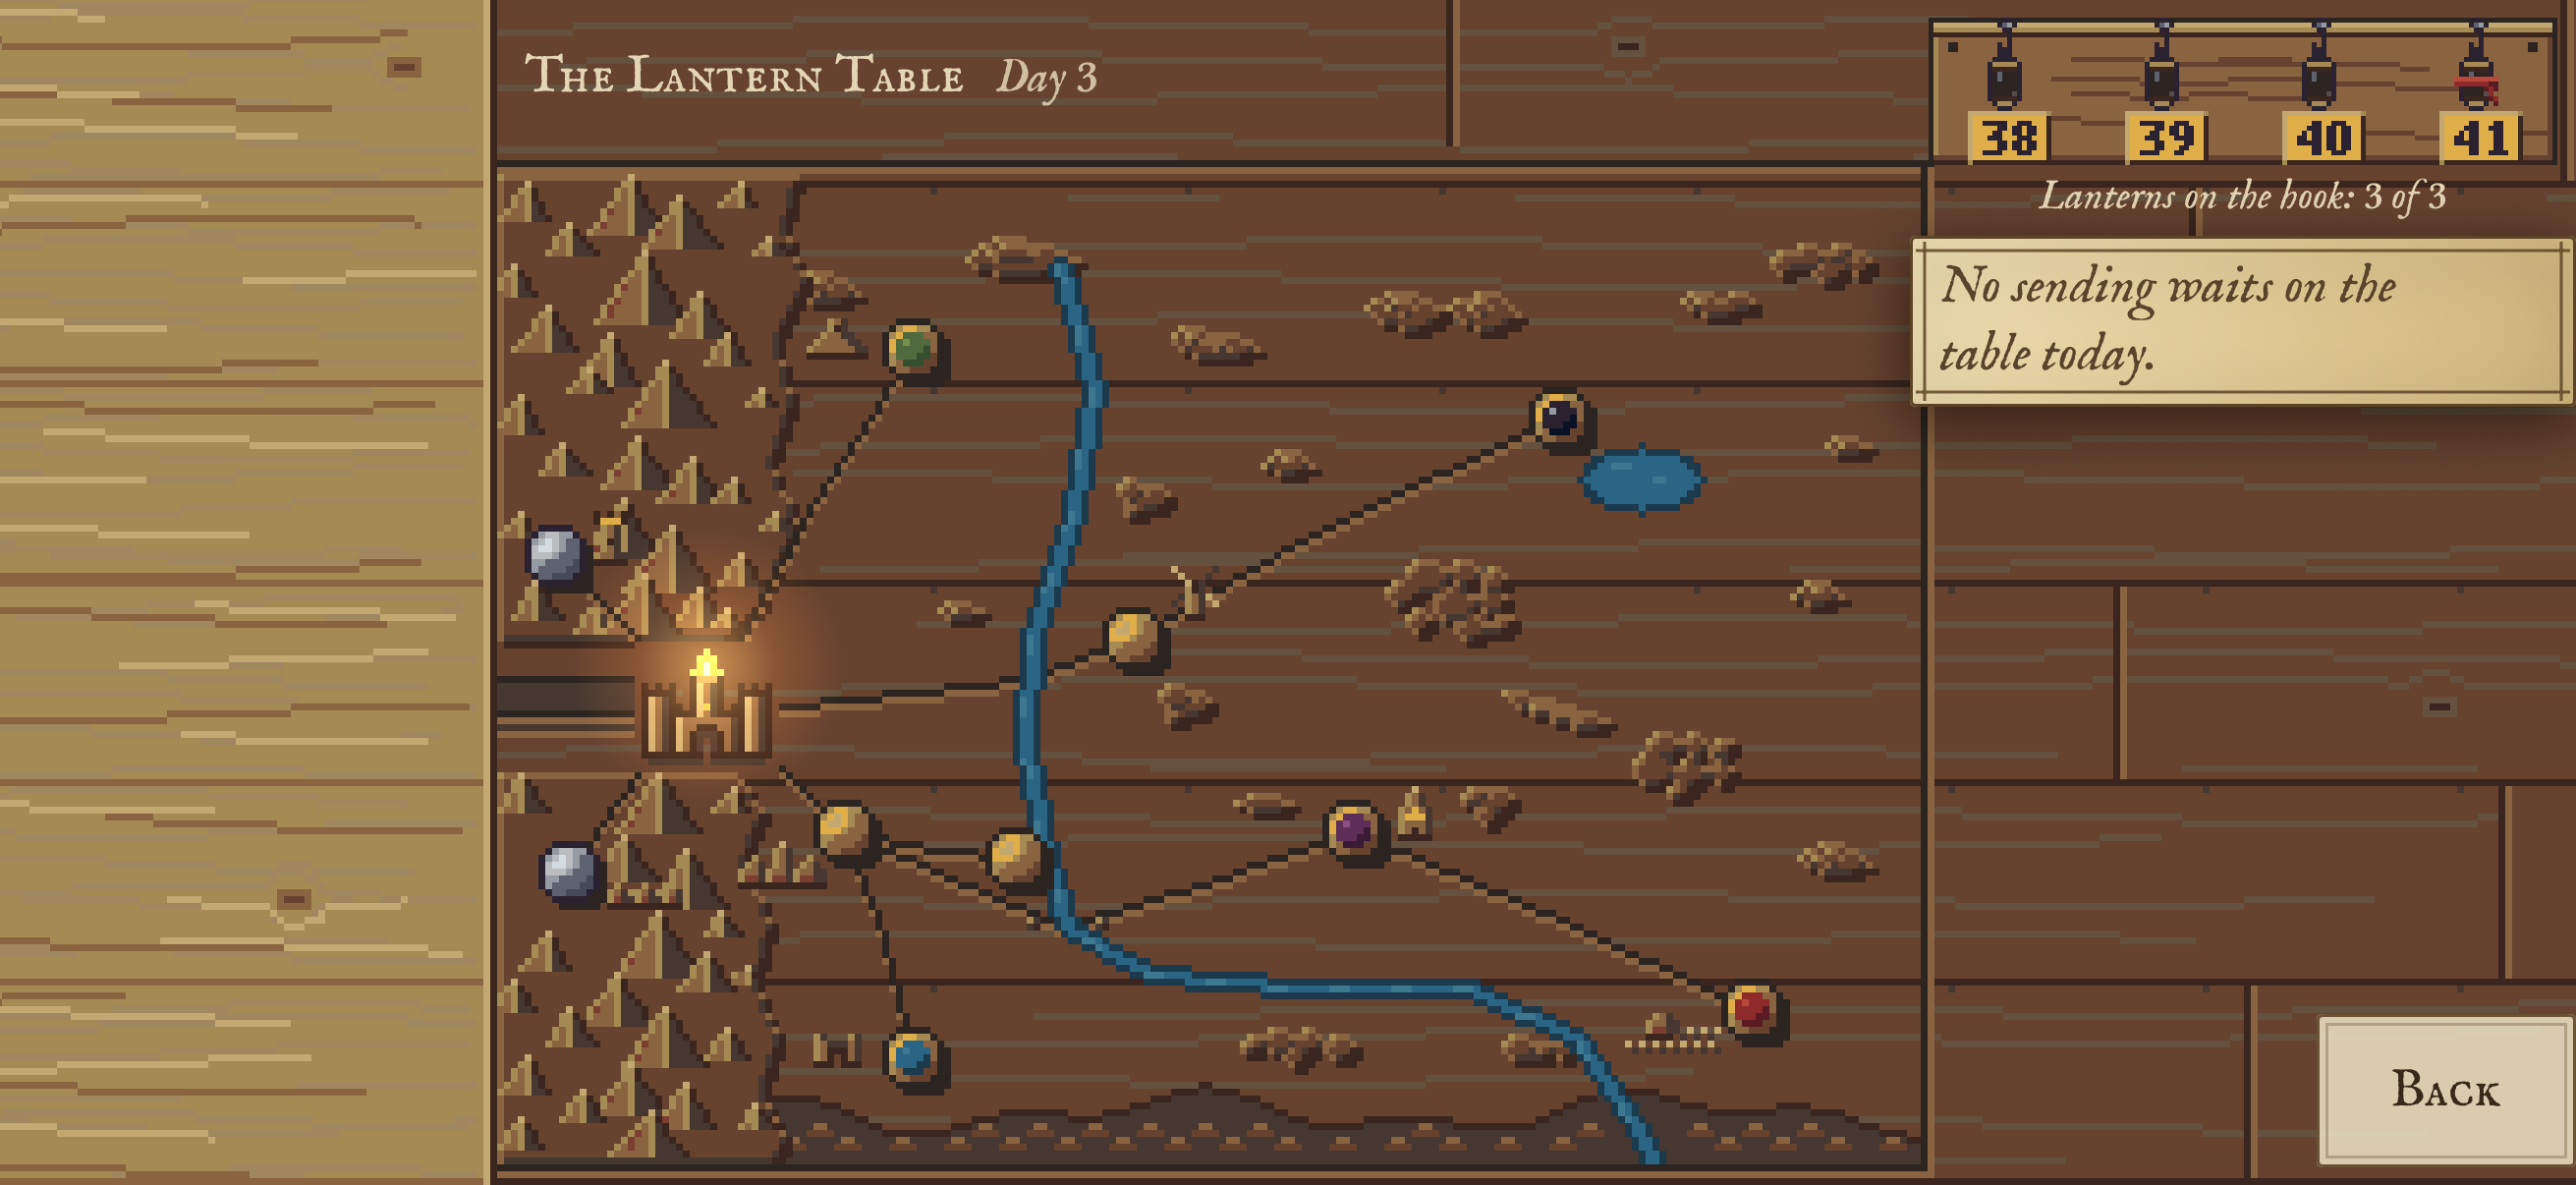 The Lantern Table Day 3
38 39 40 41
Lanterns on the hook: 3 of 3
No sending waits on the
table today.
Back